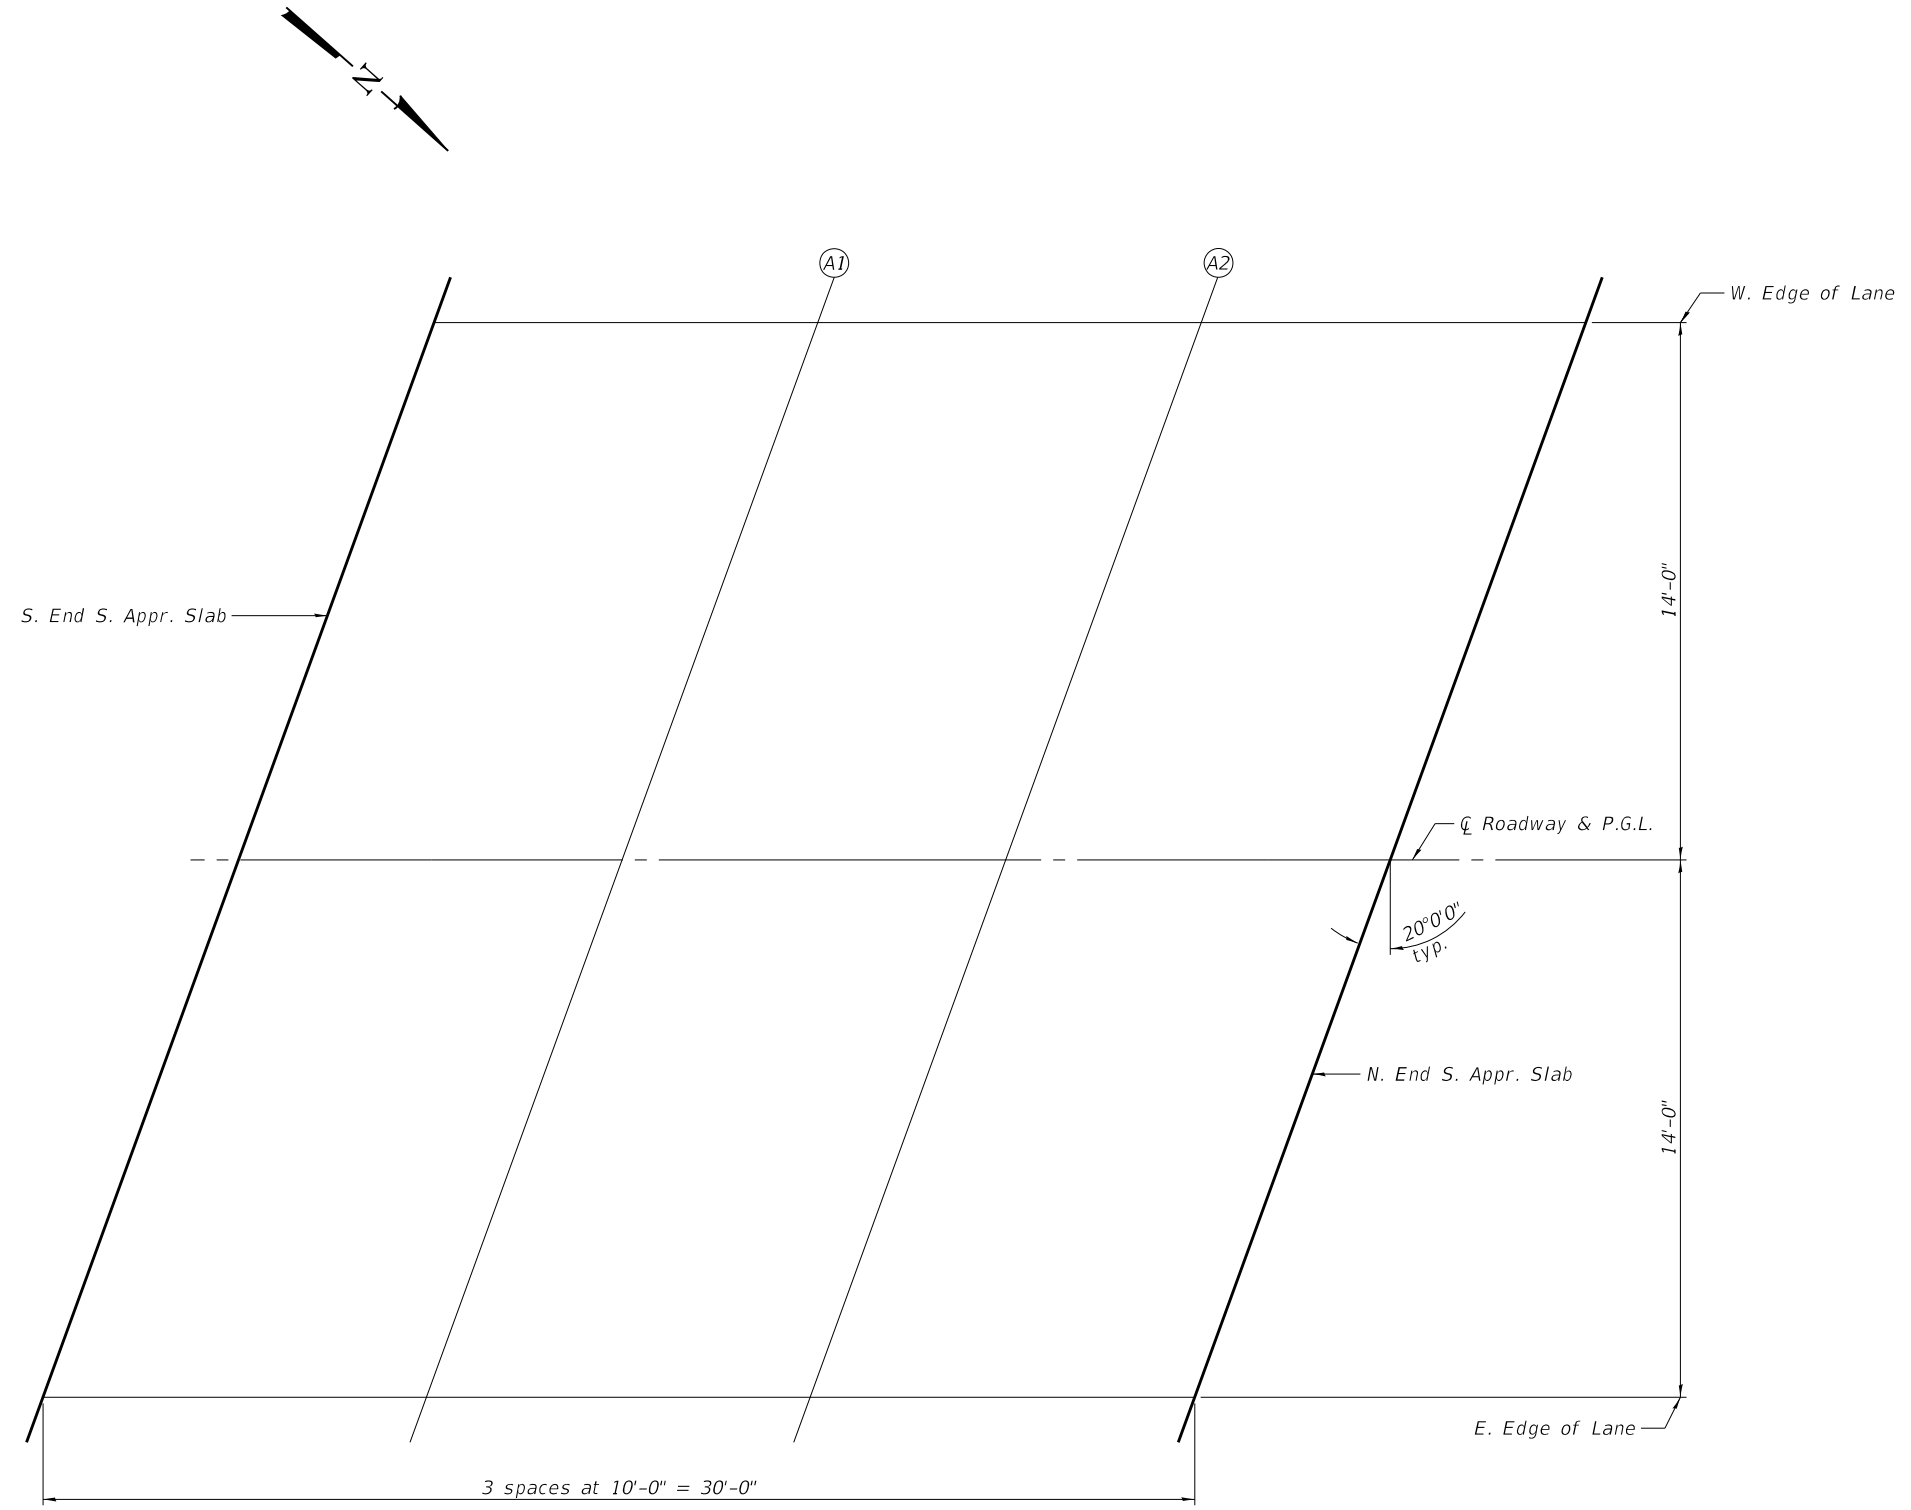 N
A1
A2
W. Edge of Lane
14'-0"
S. End S. Appr. Slab
℄ Roadway & P.G.L.
20°0'0"
typ.
N. End S. Appr. Slab
14'-0"
E. Edge of Lane
3 spaces at 10'-0" = 30'-0"